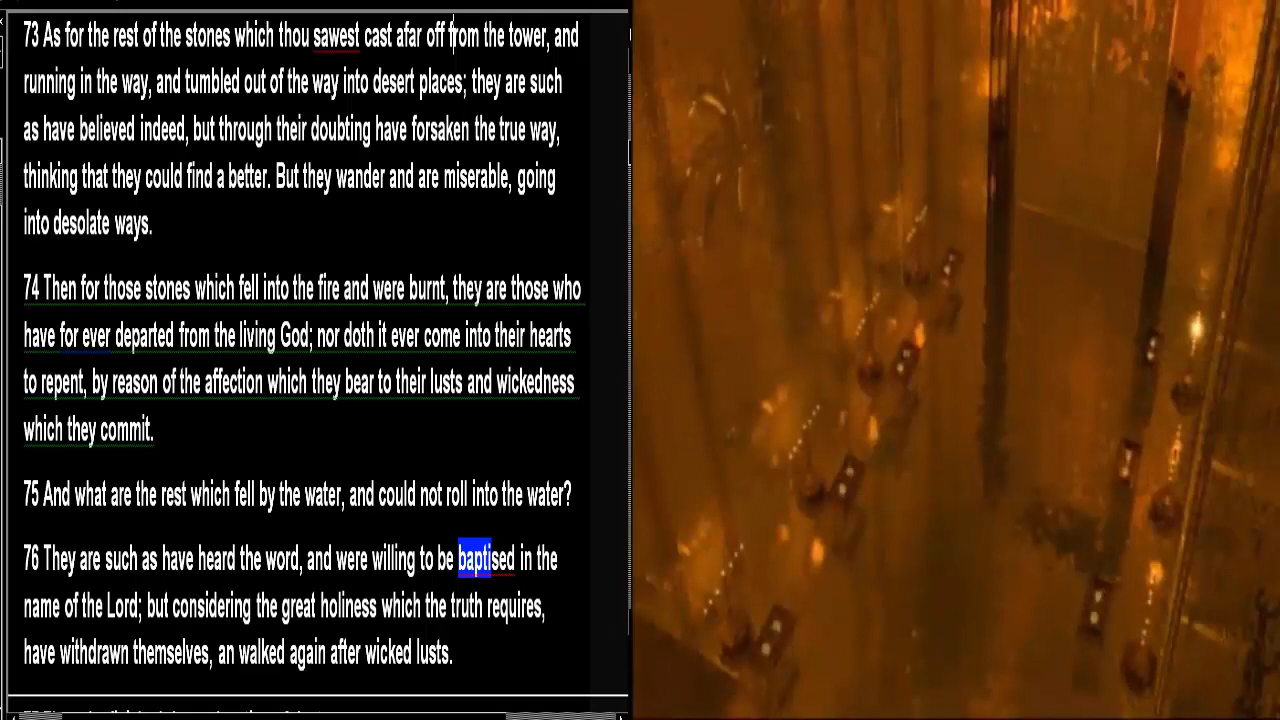 73 As for the rest of the stones which thou sawest cast afar off from the tower, and
running in the way, and tumbled out of the way into desert places; they are such
as have believed indeed, but through their doubting have forsaken the true way,
thinking that they could find a better. But they wander and are miserable, going
into desolate ways.
74 Then for those stones which fell into the fire and were burnt, they are those who
have for ever departed from the living God; nor doth it ever come into their hearts
to repent, by reason of the affection which they bear to their lusts and wickedness
which they commit.
75 And what are the rest which fell by the water, and could not roll into the water?
76 They are such as have heard the word, and were willing to be baptised in the
name of the Lord; but considering the great holiness which the truth requires,
have withdrawn themselves, an walked again after wicked lusts.